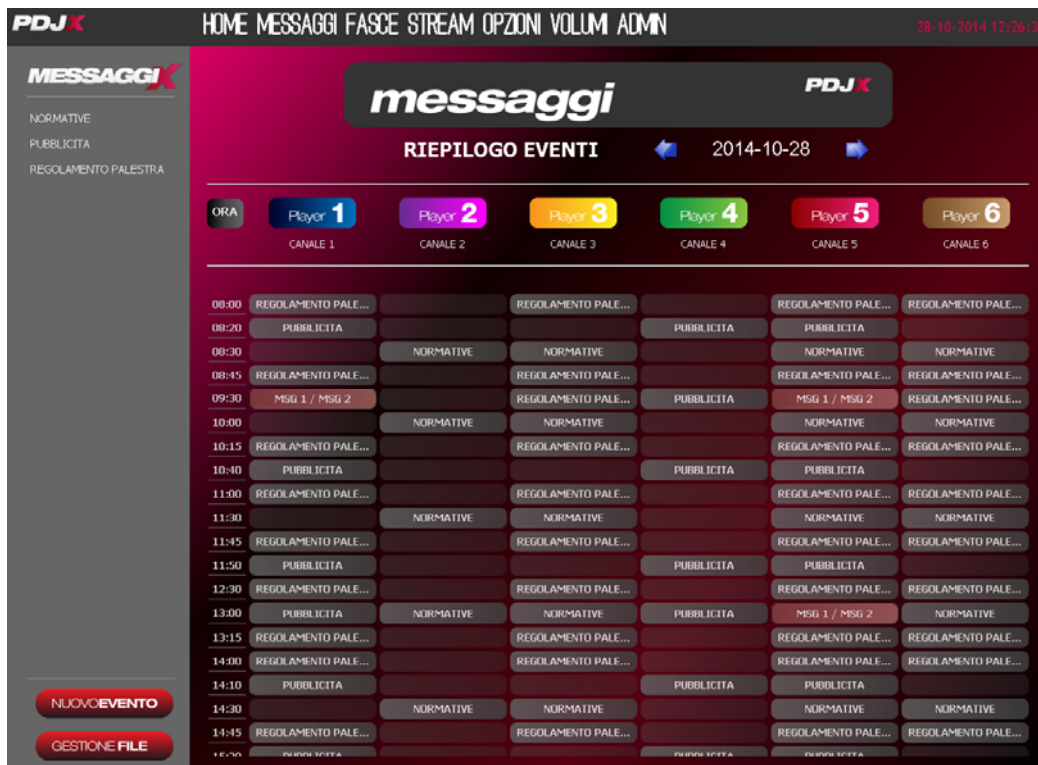 PDJX HOME MESSAGGI FASCE STREAM OPZIONI VOLUMI ADMIN 28-10-2014 12:26:3
MESSAGGIX
NORMATIVE
PUBBLICITA
REGOLAMENTO PALESTRA
messaggi PDJX
RIEPILOGO EVENTI 2014-10-28
ORA Player 1 Player 2 Player 3 Player 4 Player 5 Player 6
CANALE 1 CANALE 2 CANALE 3 CANALE 4 CANALE 5 CANALE 6
08:00 REGOLAMENTO PALE... REGOLAMENTO PALE... REGOLAMENTO PALE... REGOLAMENTO PALE...
08:20 PUBBLICITA PUBBLICITA PUBBLICITA
08:30 NORMATIVE NORMATIVE NORMATIVE NORMATIVE
08:45 REGOLAMENTO PALE... REGOLAMENTO PALE... REGOLAMENTO PALE... REGOLAMENTO PALE...
09:30 MSG 1 / MSG 2 REGOLAMENTO PALE... PUBBLICITA MSG 1 / MSG 2 REGOLAMENTO PALE...
10:00 NORMATIVE NORMATIVE NORMATIVE NORMATIVE
10:15 REGOLAMENTO PALE... REGOLAMENTO PALE... REGOLAMENTO PALE... REGOLAMENTO PALE...
10:40 PUBBLICITA PUBBLICITA PUBBLICITA
11:00 REGOLAMENTO PALE... REGOLAMENTO PALE... REGOLAMENTO PALE... REGOLAMENTO PALE...
11:30 NORMATIVE NORMATIVE NORMATIVE NORMATIVE
11:45 REGOLAMENTO PALE... REGOLAMENTO PALE... REGOLAMENTO PALE... REGOLAMENTO PALE...
11:50 PUBBLICITA PUBBLICITA PUBBLICITA
12:30 REGOLAMENTO PALE... REGOLAMENTO PALE... REGOLAMENTO PALE... REGOLAMENTO PALE...
13:00 PUBBLICITA NORMATIVE NORMATIVE PUBBLICITA MSG 1 / MSG 2 NORMATIVE
13:15 REGOLAMENTO PALE... REGOLAMENTO PALE... REGOLAMENTO PALE... REGOLAMENTO PALE...
14:00 REGOLAMENTO PALE... REGOLAMENTO PALE... REGOLAMENTO PALE... REGOLAMENTO PALE...
14:10 PUBBLICITA PUBBLICITA PUBBLICITA
14:30 NORMATIVE NORMATIVE NORMATIVE NORMATIVE
14:45 REGOLAMENTO PALE... REGOLAMENTO PALE... REGOLAMENTO PALE... REGOLAMENTO PALE...
PUBBLICITA PUBBLICITA PUBBLICITA
NUOVOEVENTO
GESTIONE FILE